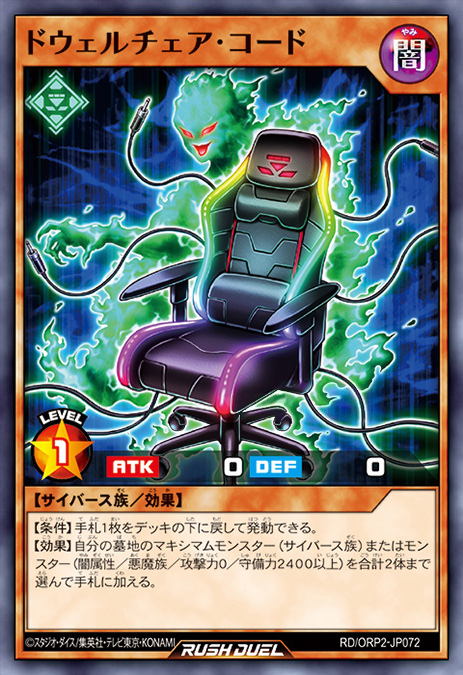 ドウェルチェア・コード
やみ
闇
LEVEL
1
ATK 0 DEF 0
【サイバース族／効果】
【条件】手札1枚をデッキの下に戻して発動できる。
【効果】自分の墓地のマキシマムモンスター（サイバース族）またはモン
スター（闇属性／悪魔族／攻撃力0／守備力2400以上）を合計2体まで
選んで手札に加える。
©スタジオ・ダイス/集英社・テレビ東京・KONAMI
RUSH DUEL
RD/ORP2-JP072